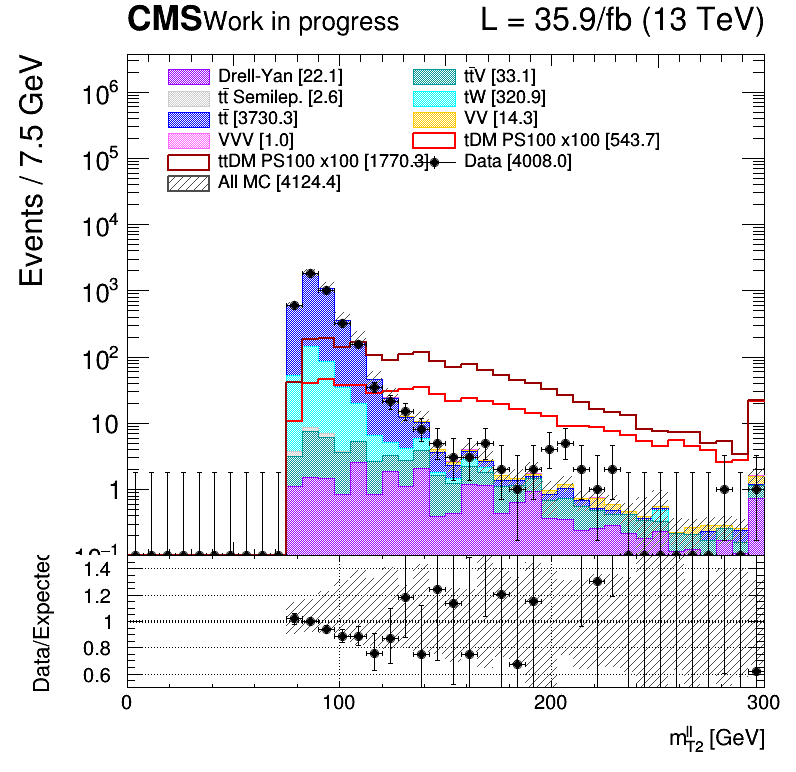 CMS Work in progress L = 35.9/fb (13 TeV)
Drell-Yan [22.1] tt̄V [33.1]
tt̄ Semilep. [2.6] tW [320.9]
tt̄ [3730.3] VV [14.3]
VVV [1.0] tDM PS100 x100 [543.7]
ttDM PS100 x100 [1770.3] Data [4008.0]
All MC [4124.4]
Events / 7.5 GeV
10⁶
10⁵
10⁴
10³
10²
10
1
10⁻¹
Data/Expected
1.4
1.2
1
0.8
0.6
0 100 200 300
m_T2^ll [GeV]